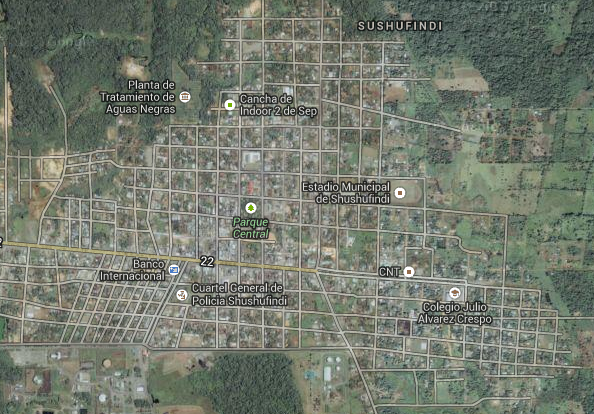 SUSHUFINDI
Planta de
Tratamiento de
Aguas Negras
Cancha de
Indoor 2 de Sep
Estadio Municipal
de Shushufindi
Parque
Central
22
Banco
Internacional
CNT
Cuartel General de
Policia Shushufindi
Colegio Julio
Alvarez Crespo